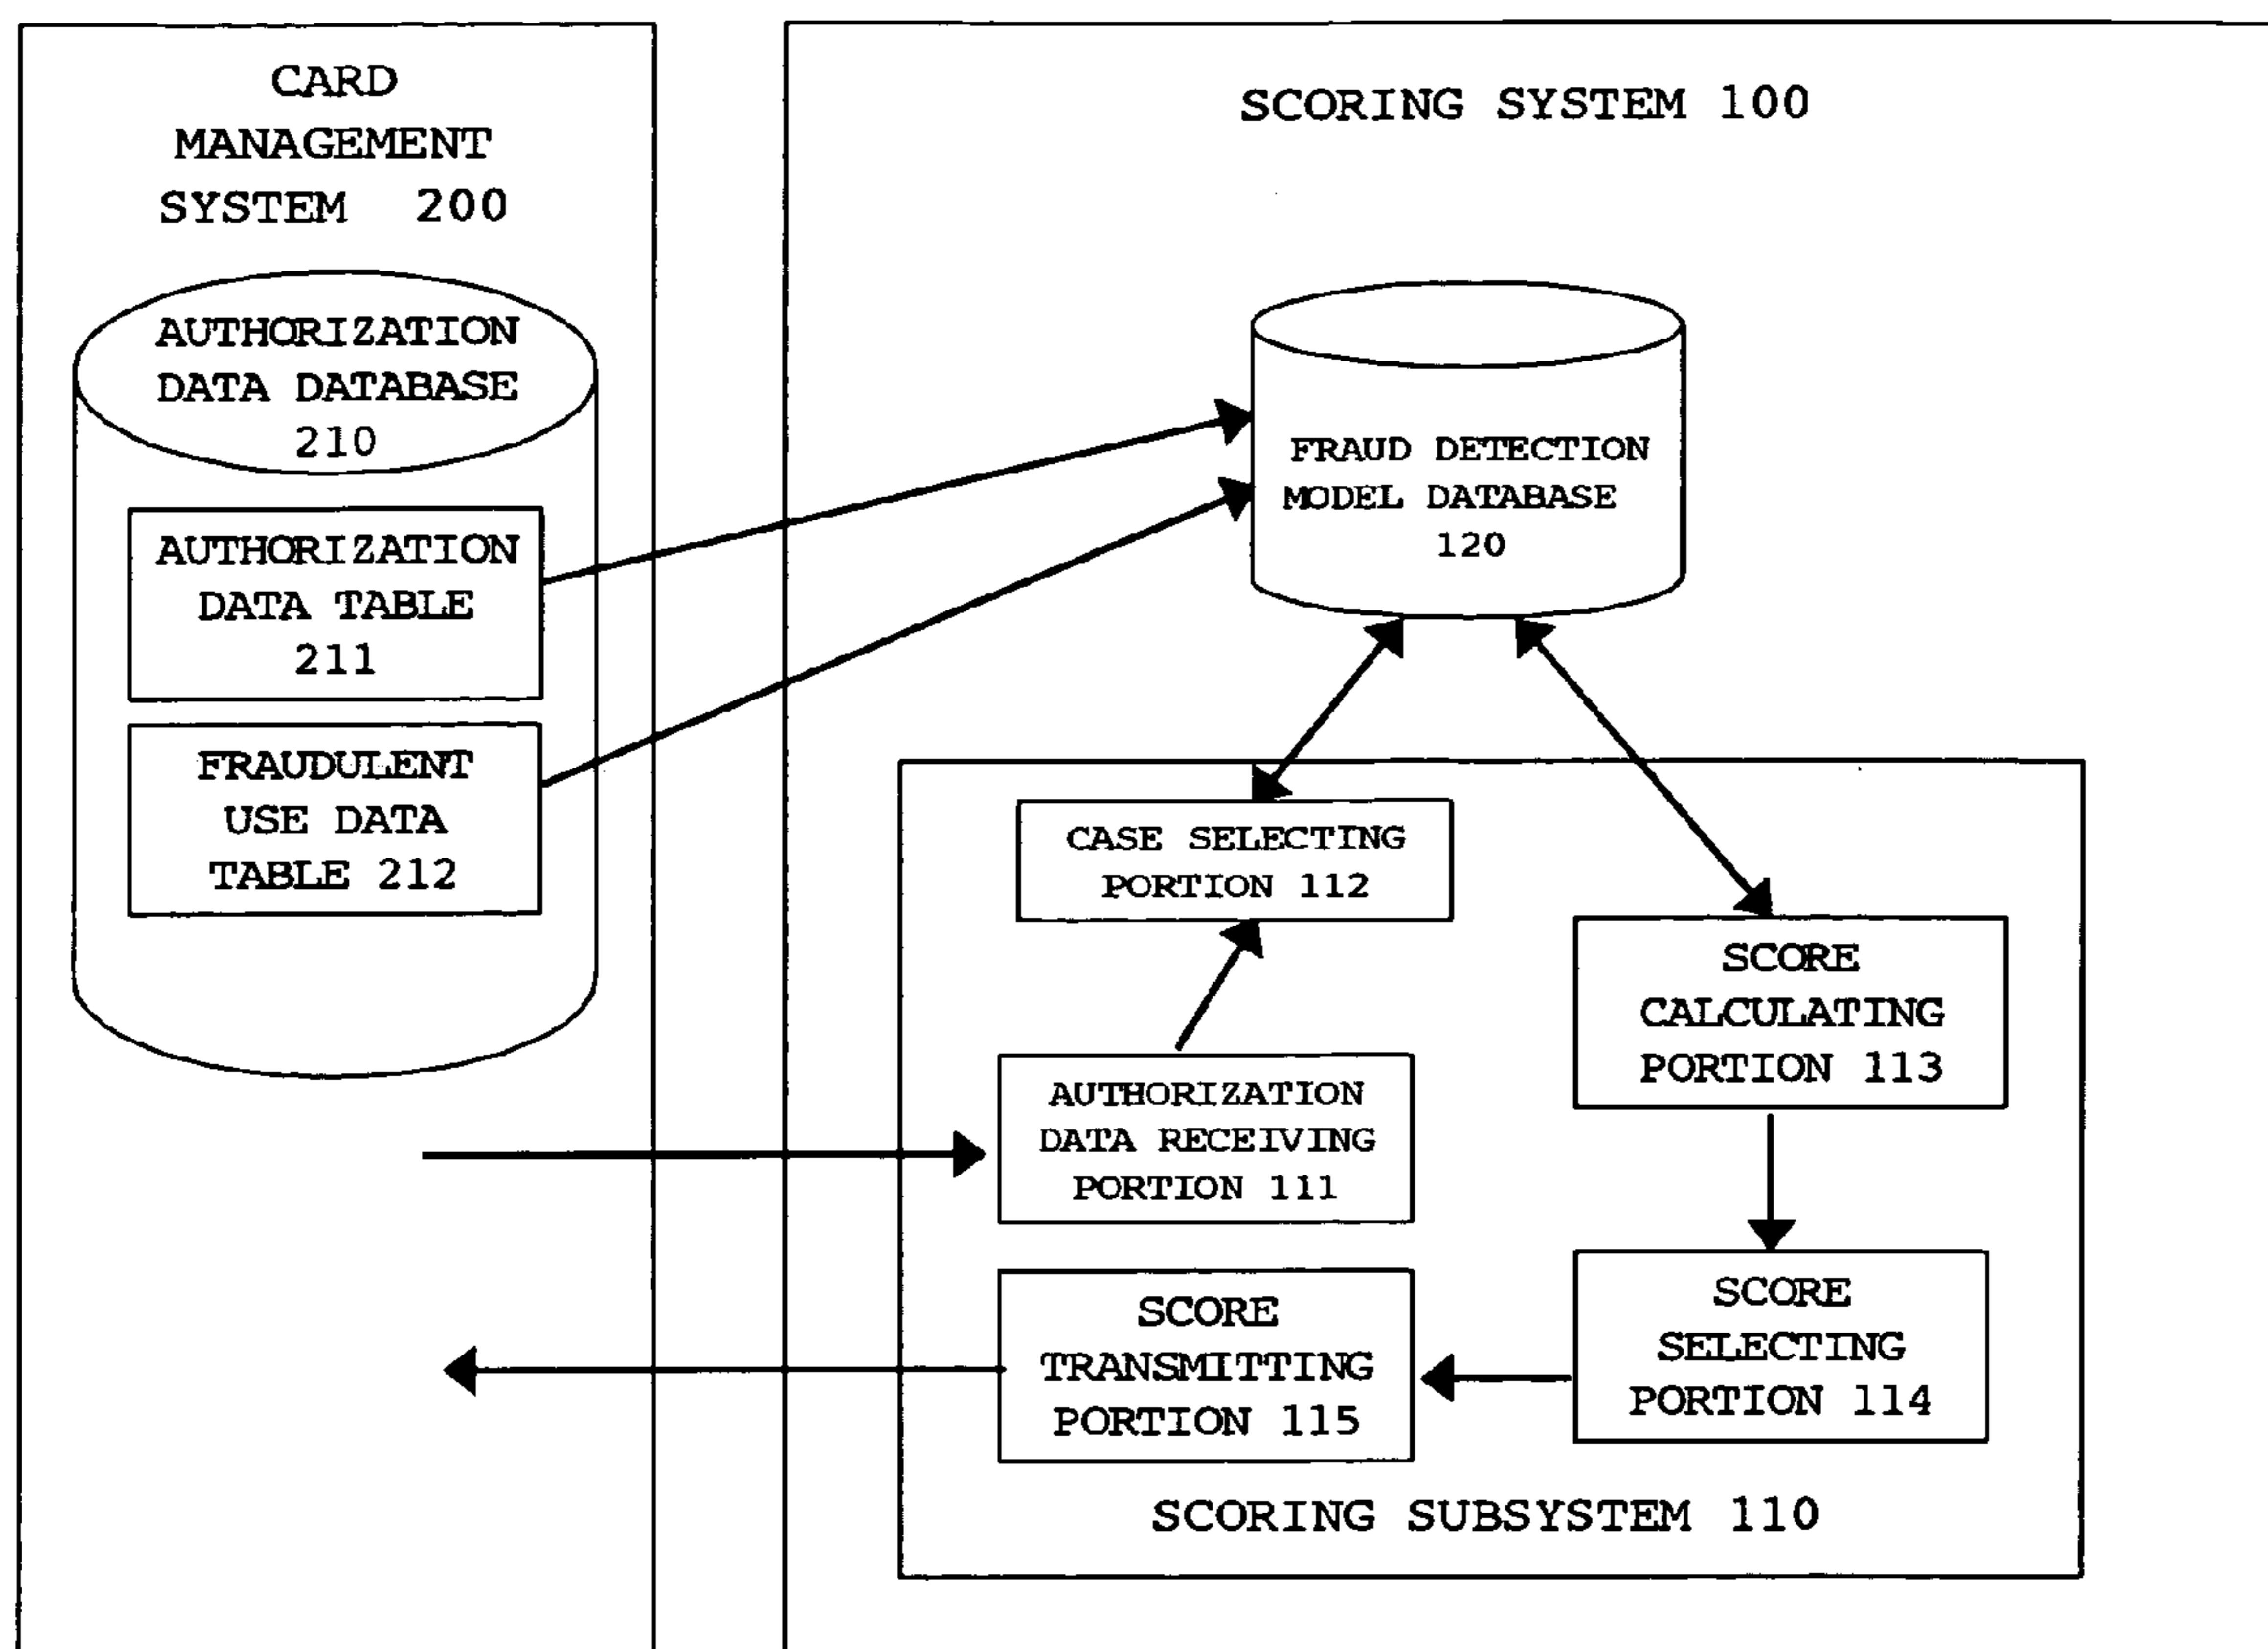 CARD
MANAGEMENT
SYSTEM 200
AUTHORIZATION
DATA DATABASE
210
AUTHORIZATION
DATA TABLE
211
FRAUDULENT
USE DATA
TABLE 212
SCORING SYSTEM 100
FRAUD DETECTION
MODEL DATABASE
120
CASE SELECTING
PORTION 112
SCORE
CALCULATING
PORTION 113
AUTHORIZATION
DATA RECEIVING
PORTION 111
SCORE
SELECTING
PORTION 114
SCORE
TRANSMITTING
PORTION 115
SCORING SUBSYSTEM 110